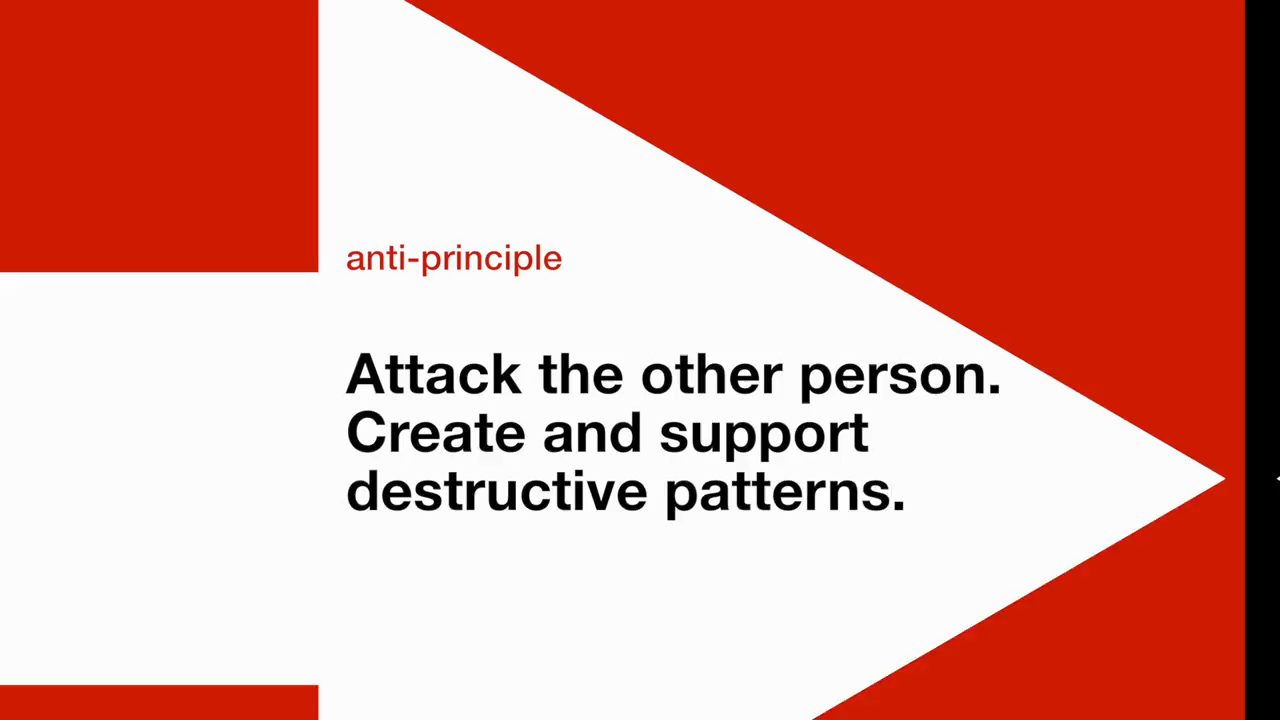 anti-principle
Attack the other person.
Create and support
destructive patterns.